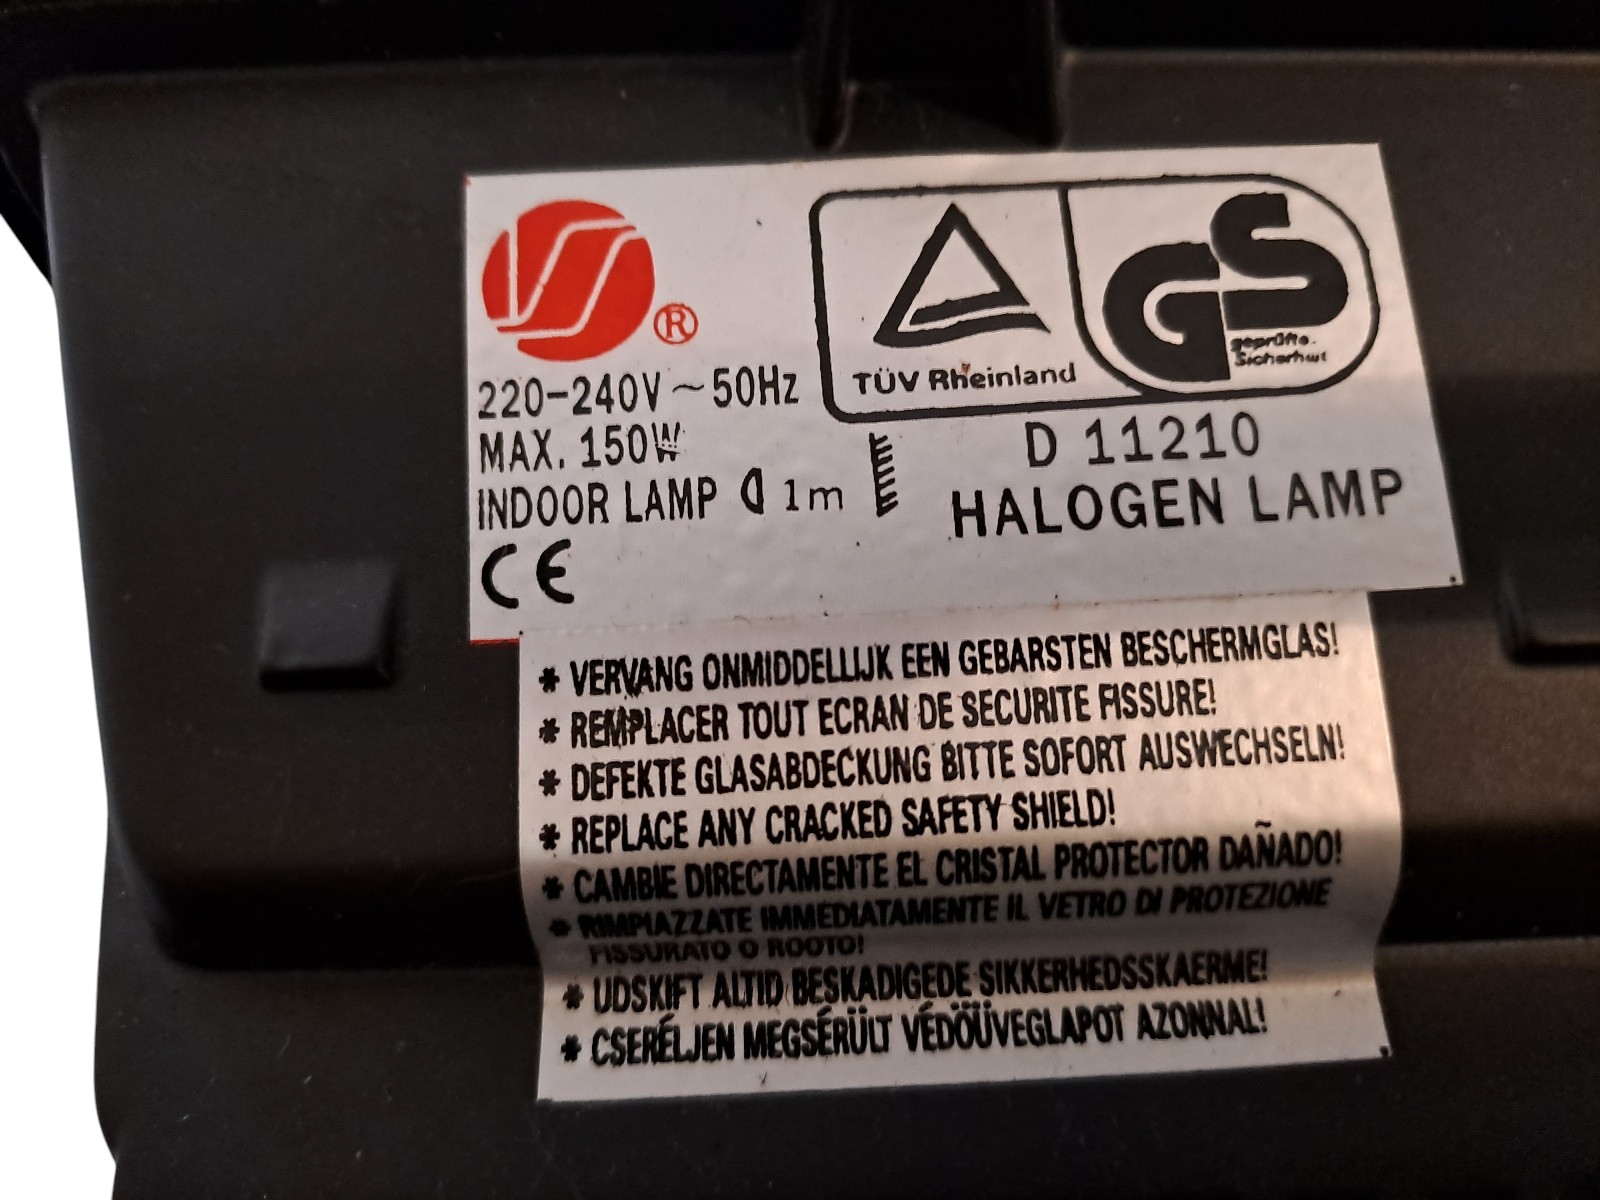 ®
TÜV Rheinland
GS
geprüfte.
Sicherheit
220-240V ~ 50Hz
MAX. 150W
D 11210
INDOOR LAMP 1m
HALOGEN LAMP
CE
* VERVANG ONMIDDELLIJK EEN GEBARSTEN BESCHERMGLAS!
* REMPLACER TOUT ECRAN DE SECURITE FISSURE!
* DEFEKTE GLASABDECKUNG BITTE SOFORT AUSWECHSELN!
* REPLACE ANY CRACKED SAFETY SHIELD!
* CAMBIE DIRECTAMENTE EL CRISTAL PROTECTOR DAÑADO!
* RIMPIAZZATE IMMEDIATAMENTE IL VETRO DI PROTEZIONE
FISSURATO O ROOTO!
* UDSKIFT ALTID BESKADIGEDE SIKKERHEDSSKAERME!
* CSERÉLJEN MEGSÉRÜLT VÉDÖÜVEGLAPOT AZONNAL!